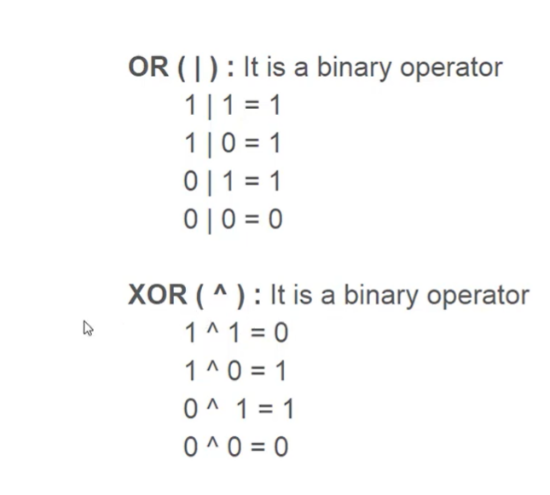 OR ( | ) : It is a binary operator
1 | 1 = 1
1 | 0 = 1
0 | 1 = 1
0 | 0 = 0
XOR ( ^ ) : It is a binary operator
1 ^ 1 = 0
1 ^ 0 = 1
0 ^ 1 = 1
0 ^ 0 = 0